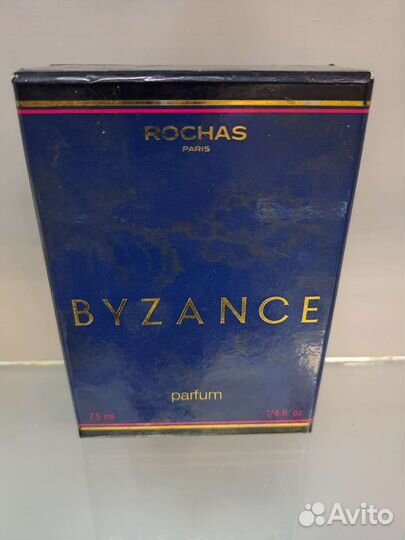 ROCHAS
PARIS
BYZANCE
parfum
7,5 ml 1/4 fl. oz
Avito